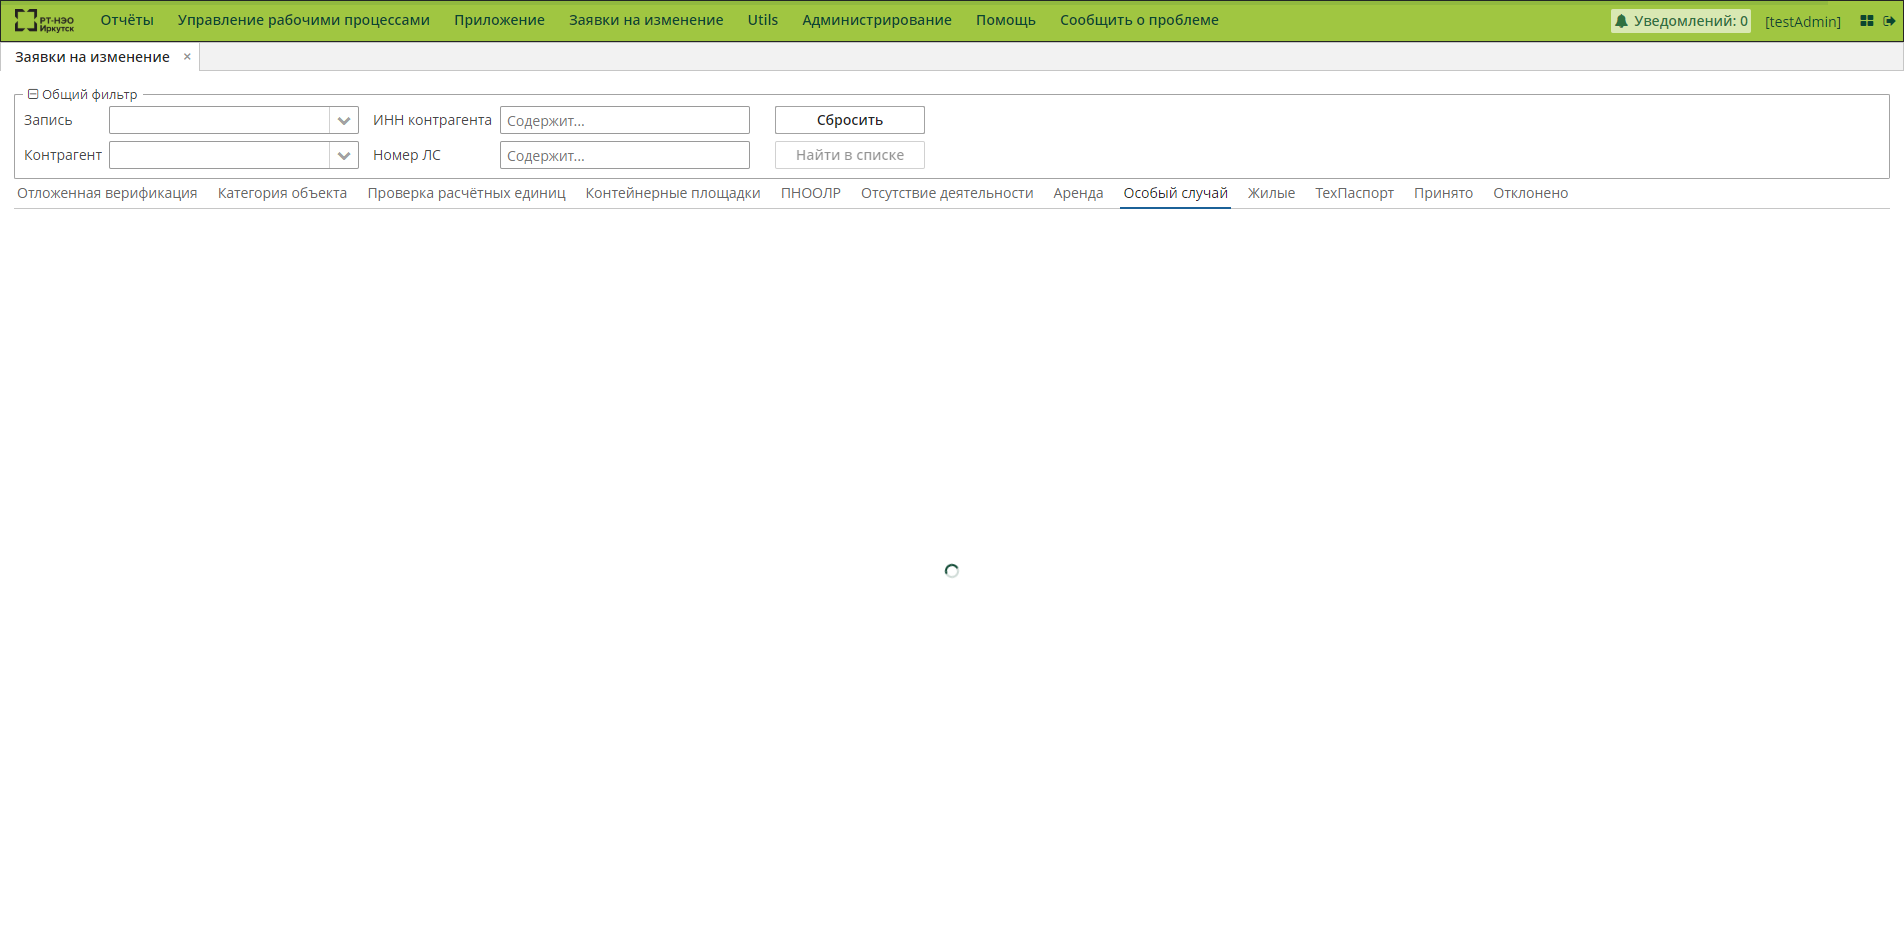 РТ-НЭО Иркутск
Отчёты Управление рабочими процессами Приложение Заявки на изменение Utils Администрирование Помощь Сообщить о проблеме Уведомлений: 0 [testAdmin]
Заявки на изменение ×
Общий фильтр
Запись ИНН контрагента Содержит... Сбросить
Контрагент Номер ЛС Содержит... Найти в списке
Отложенная верификация Категория объекта Проверка расчётных единиц Контейнерные площадки ПНООЛР Отсутствие деятельности Аренда Особый случай Жилые ТехПаспорт Принято Отклонено